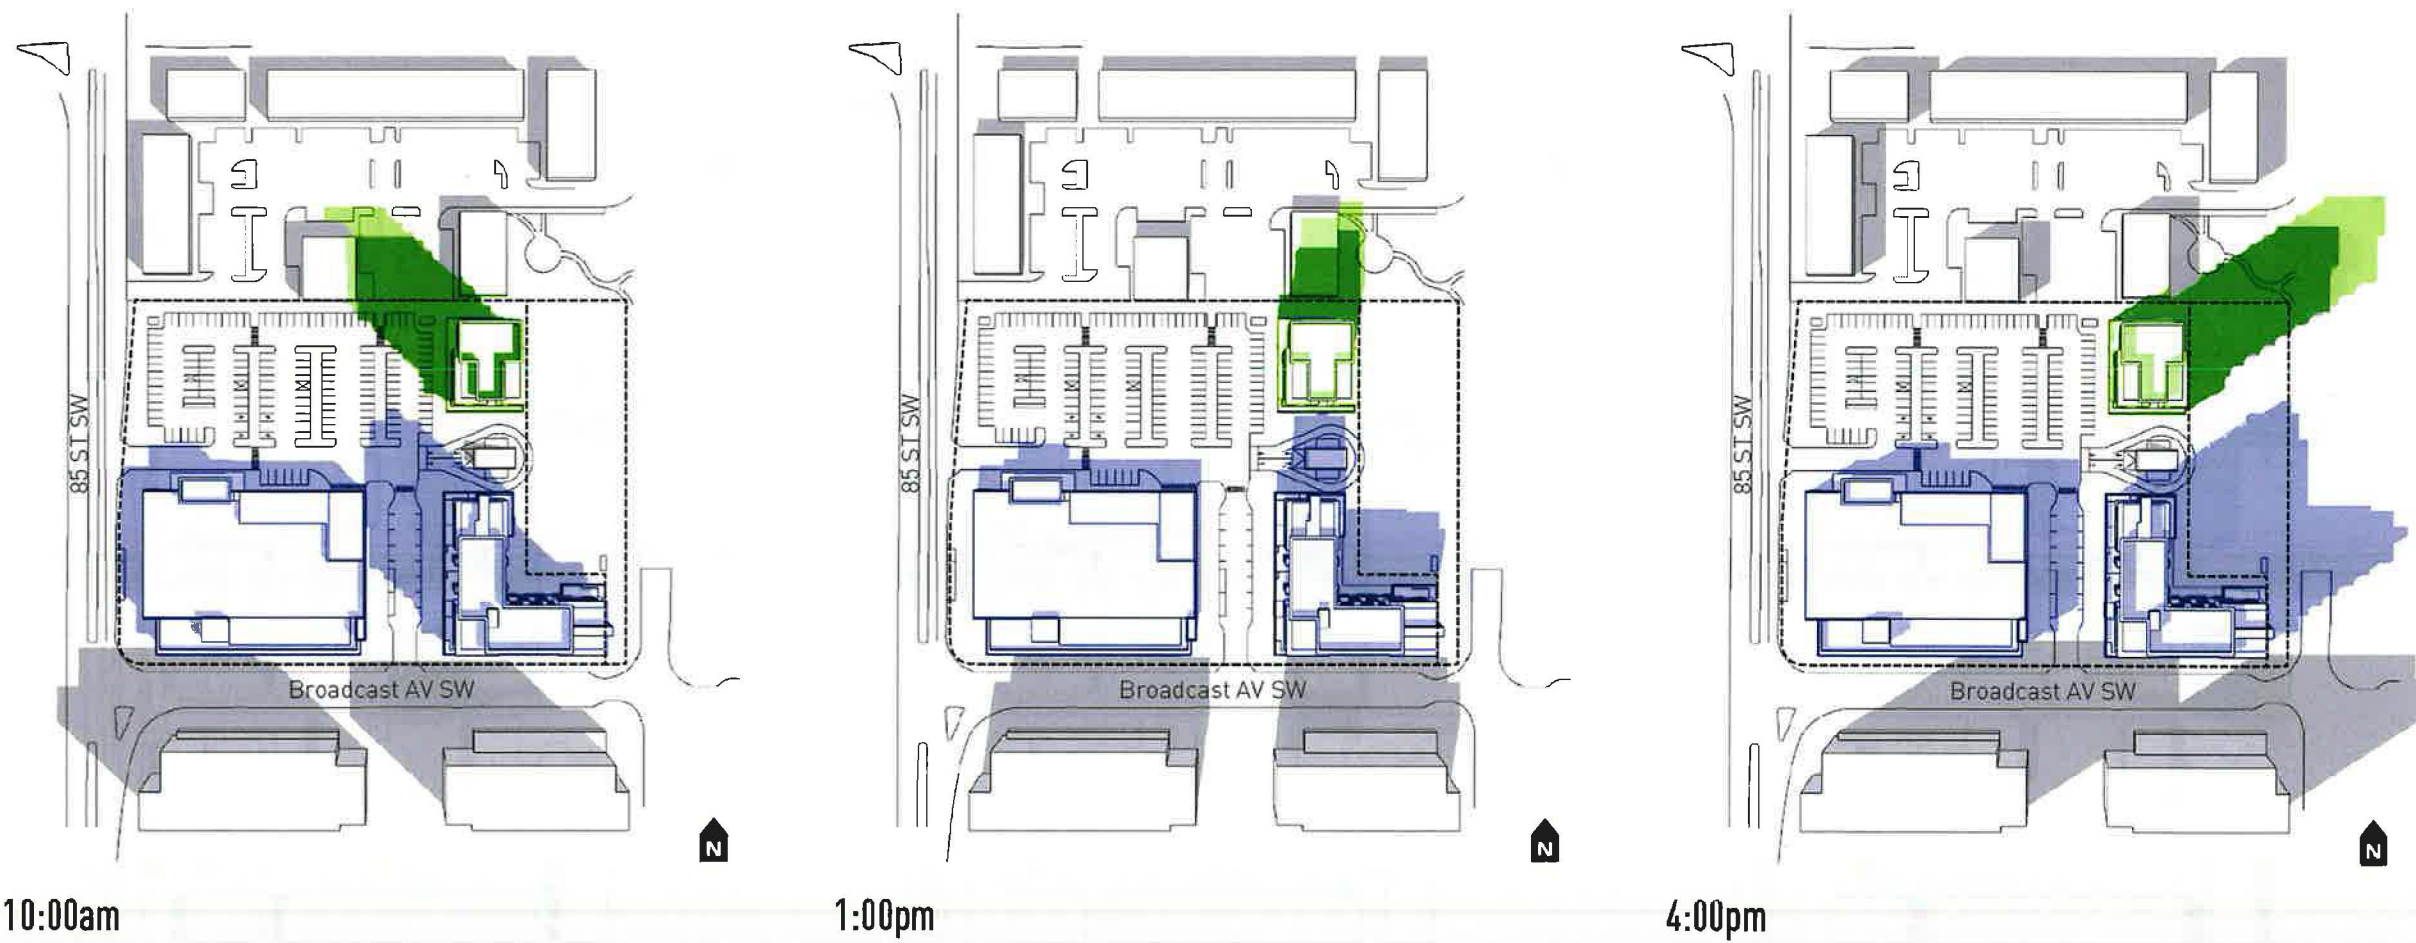 85 ST SW
Broadcast AV SW
N
10:00am
85 ST SW
Broadcast AV SW
N
1:00pm
85 ST SW
Broadcast AV SW
N
4:00pm